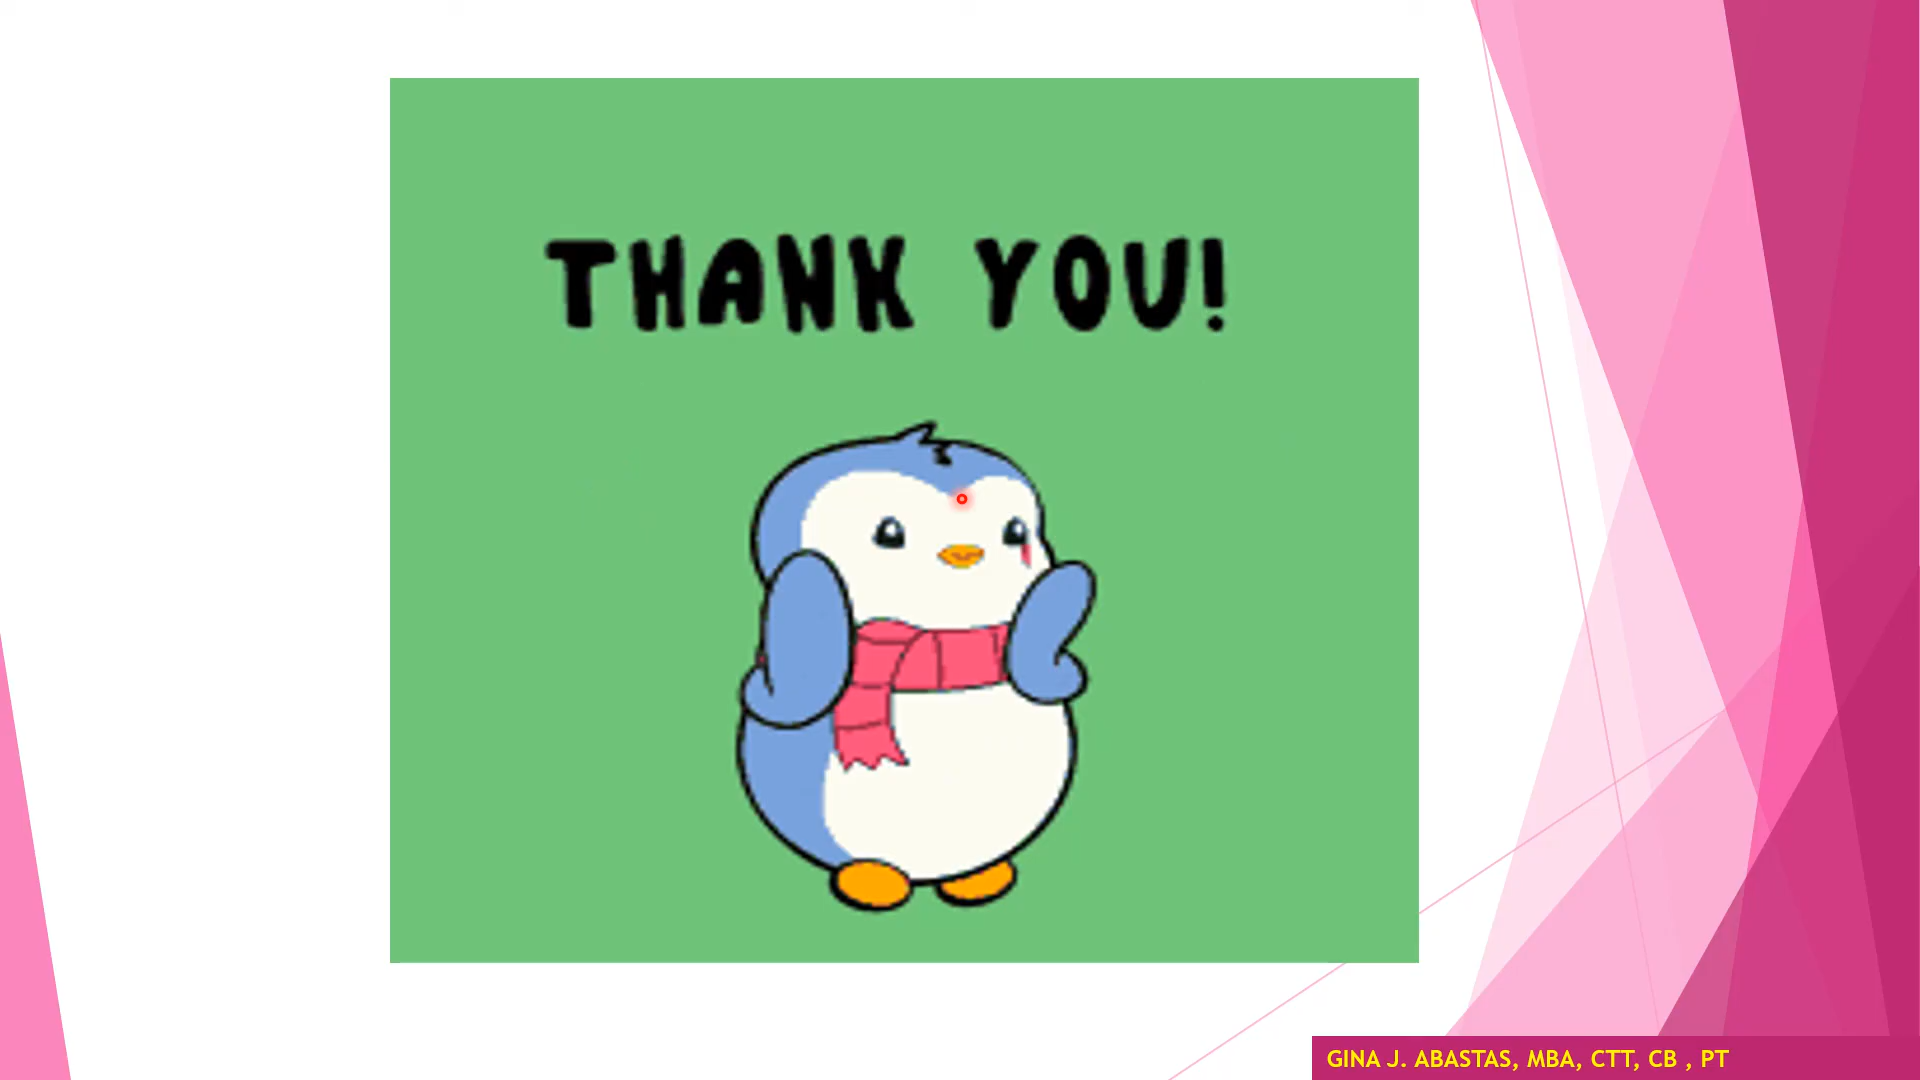 THANK YOU!
GINA J. ABASTAS, MBA, CTT, CB , PT